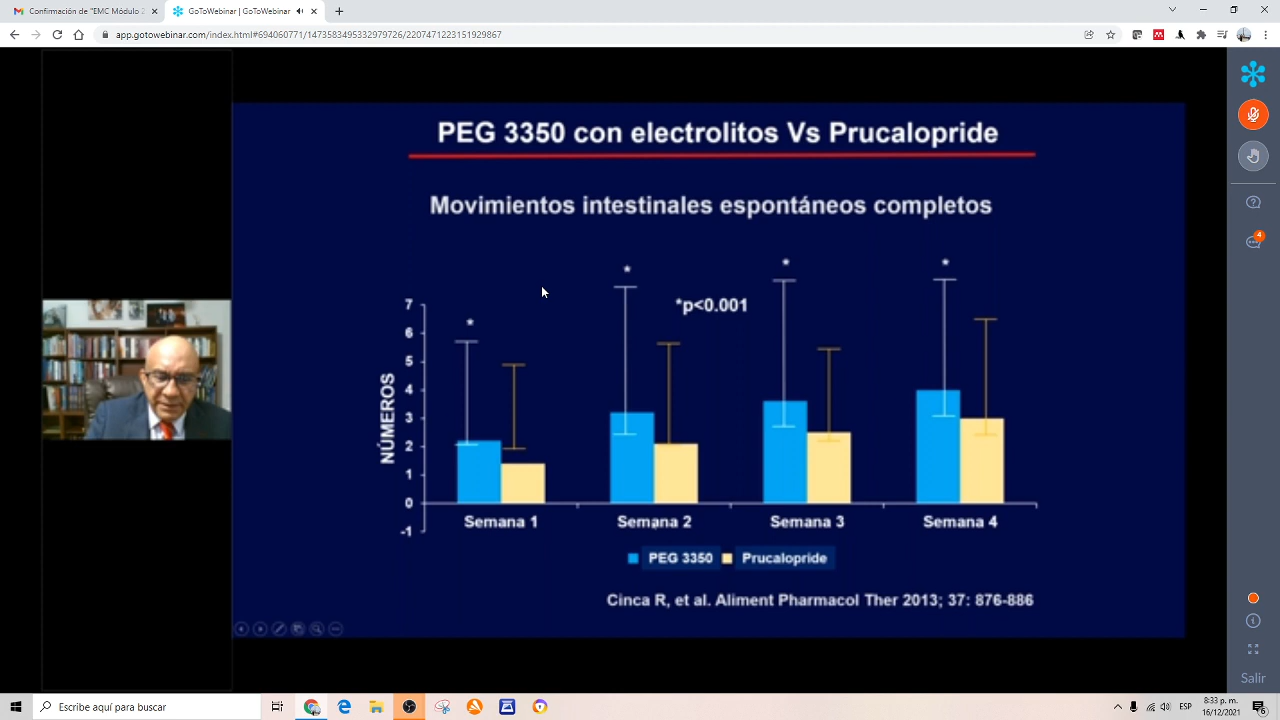 Confirmación de "EMC Módulo 2
GoToWebinar | GoToWebinar
app.gotowebinar.com/index.html#694060771/1473583495332979726/2207471223151929867
PEG 3350 con electrolitos Vs Prucalopride
Movimientos intestinales espontáneos completos
*p<0.001
* * * *
NÚMEROS
7
6
5
4
3
2
1
0
-1
Semana 1 Semana 2 Semana 3 Semana 4
PEG 3350 Prucalopride
Cinca R, et al. Aliment Pharmacol Ther 2013; 37: 876-886
4
Salir
Escribe aquí para buscar
ESP
8:33 p. m.
16/12/2021